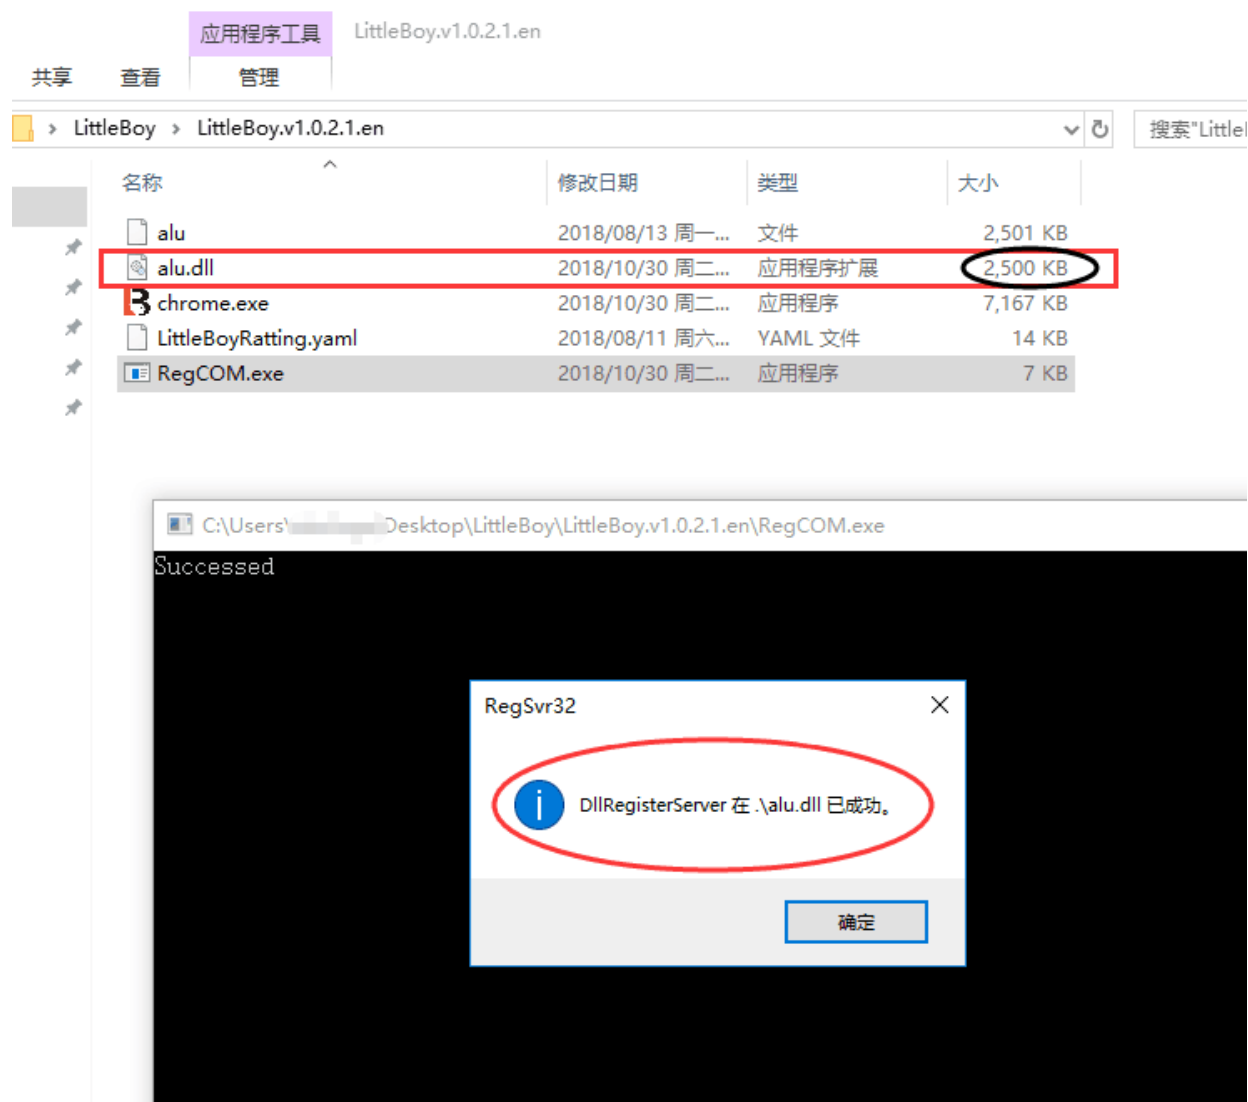 应用程序工具 LittleBoy.v1.0.2.1.en
共享 查看 管理
LittleBoy LittleBoy.v1.0.2.1.en 搜索"Little
名称 修改日期 类型 大小
alu 2018/08/13 周一... 文件 2,501 KB
alu.dll 2018/10/30 周二... 应用程序扩展 2,500 KB
chrome.exe 2018/10/30 周二... 应用程序 7,167 KB
LittleBoyRatting.yaml 2018/08/11 周六... YAML 文件 14 KB
RegCOM.exe 2018/10/30 周二... 应用程序 7 KB
C:\Users\ Desktop\LittleBoy\LittleBoy.v1.0.2.1.en\RegCOM.exe
Successed
RegSvr32
DllRegisterServer 在 .\alu.dll 已成功。
确定